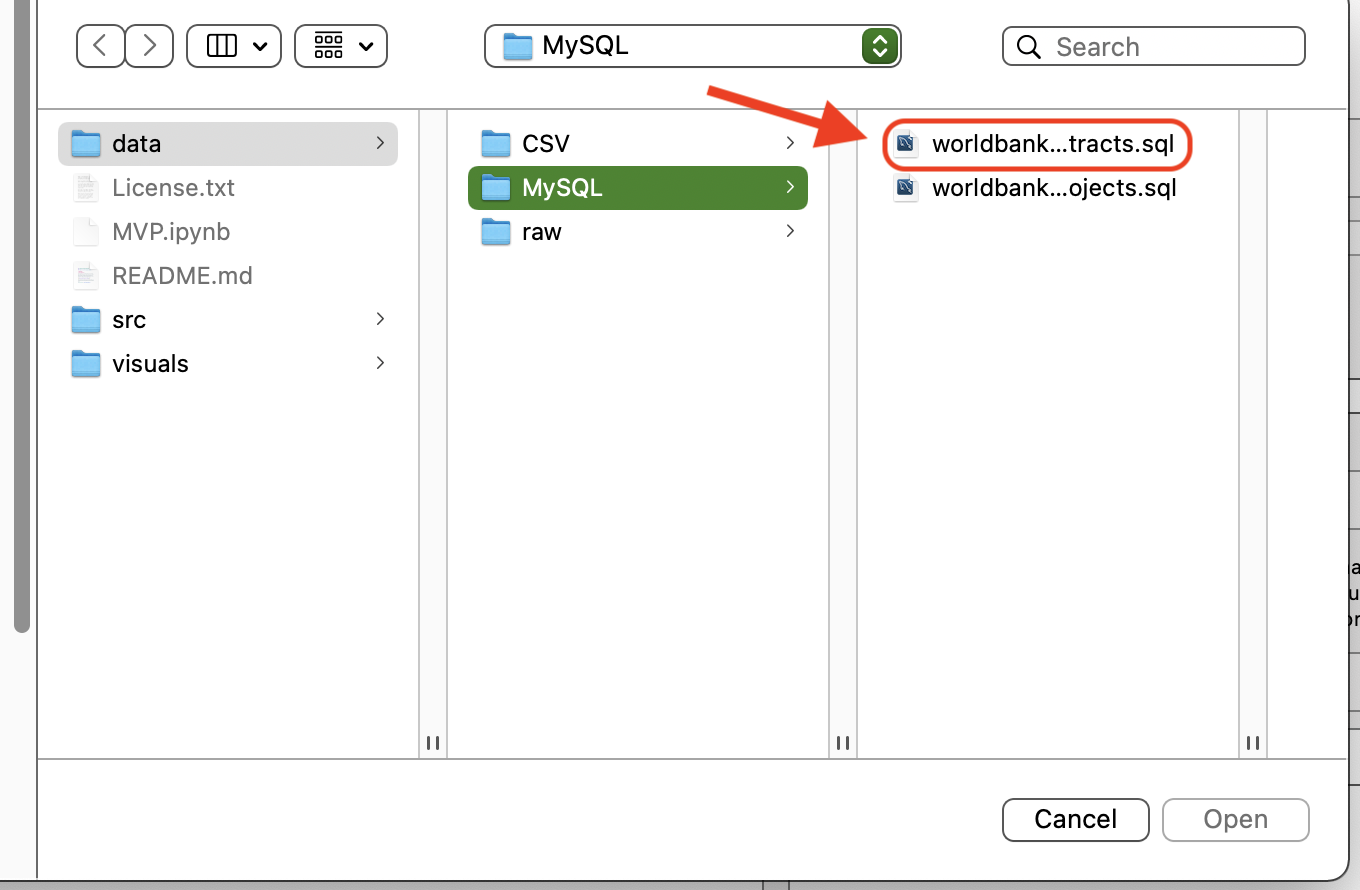 MySQL
Search
data
License.txt
MVP.ipynb
README.md
src
visuals
CSV
MySQL
raw
worldbank...tracts.sql
worldbank...ojects.sql
Cancel
Open